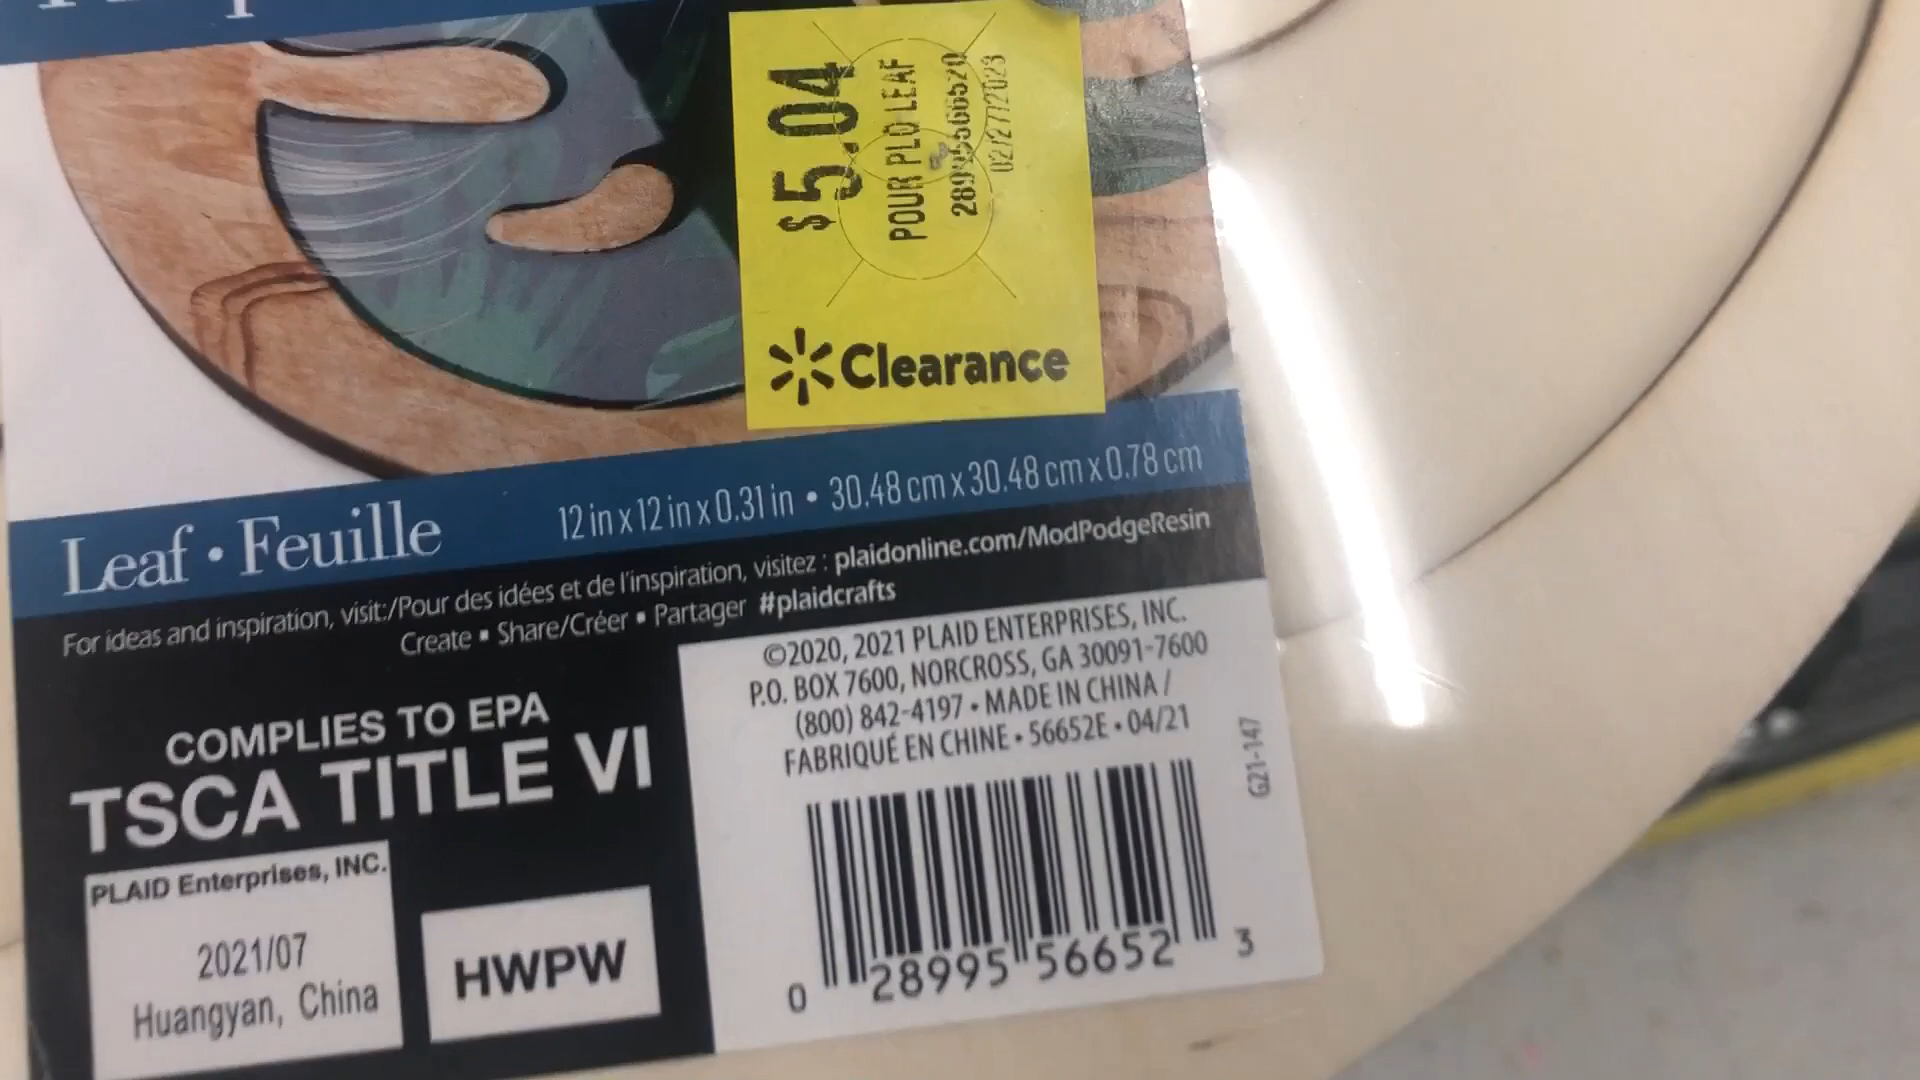 $5.04
POUR PLO LEAF
02/27/2023
Clearance
Leaf • Feuille
12 in x 12 in x 0.31 in • 30.48 cm x 30.48 cm x 0.78 cm
For ideas and inspiration, visit:/Pour des idées et de l'inspiration, visitez : plaidonline.com/ModPodgeResin
Create ▪ Share/Créer ▪ Partager #plaidcrafts
COMPLIES TO EPA
TSCA TITLE VI
PLAID Enterprises, INC.
2021/07
Huangyan, China
HWPW
©2020, 2021 PLAID ENTERPRISES, INC.
P.O. BOX 7600, NORCROSS, GA 30091-7600
(800) 842-4197 • MADE IN CHINA /
FABRIQUÉ EN CHINE • 56652E • 04/21
G21-147
0 28995 56652 3